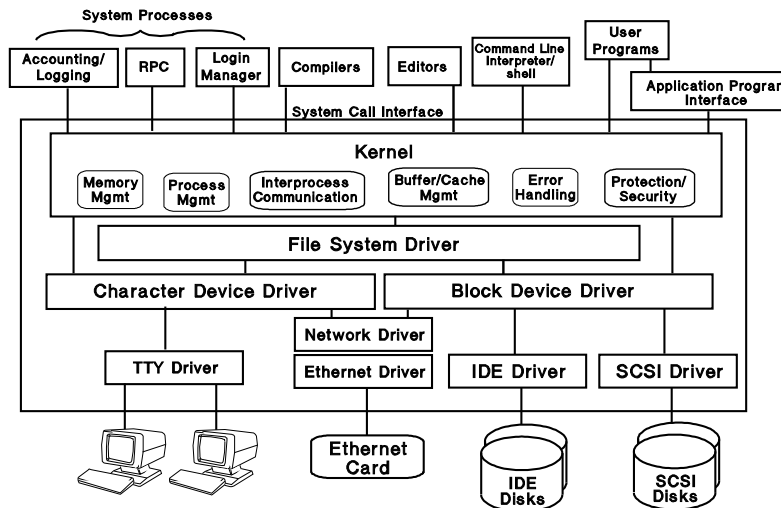 System Processes
Accounting/
Logging
RPC
Login
Manager
Compilers
Editors
Command Line
Interpreter/
shell
User
Programs
Application Program
Interface
System Call Interface
Kernel
Memory
Mgmt
Process
Mgmt
Interprocess
Communication
Buffer/Cache
Mgmt
Error
Handling
Protection/
Security
File System Driver
Character Device Driver
Block Device Driver
Network Driver
TTY Driver
Ethernet Driver
IDE Driver
SCSI Driver
Ethernet
Card
IDE
Disks
SCSI
Disks